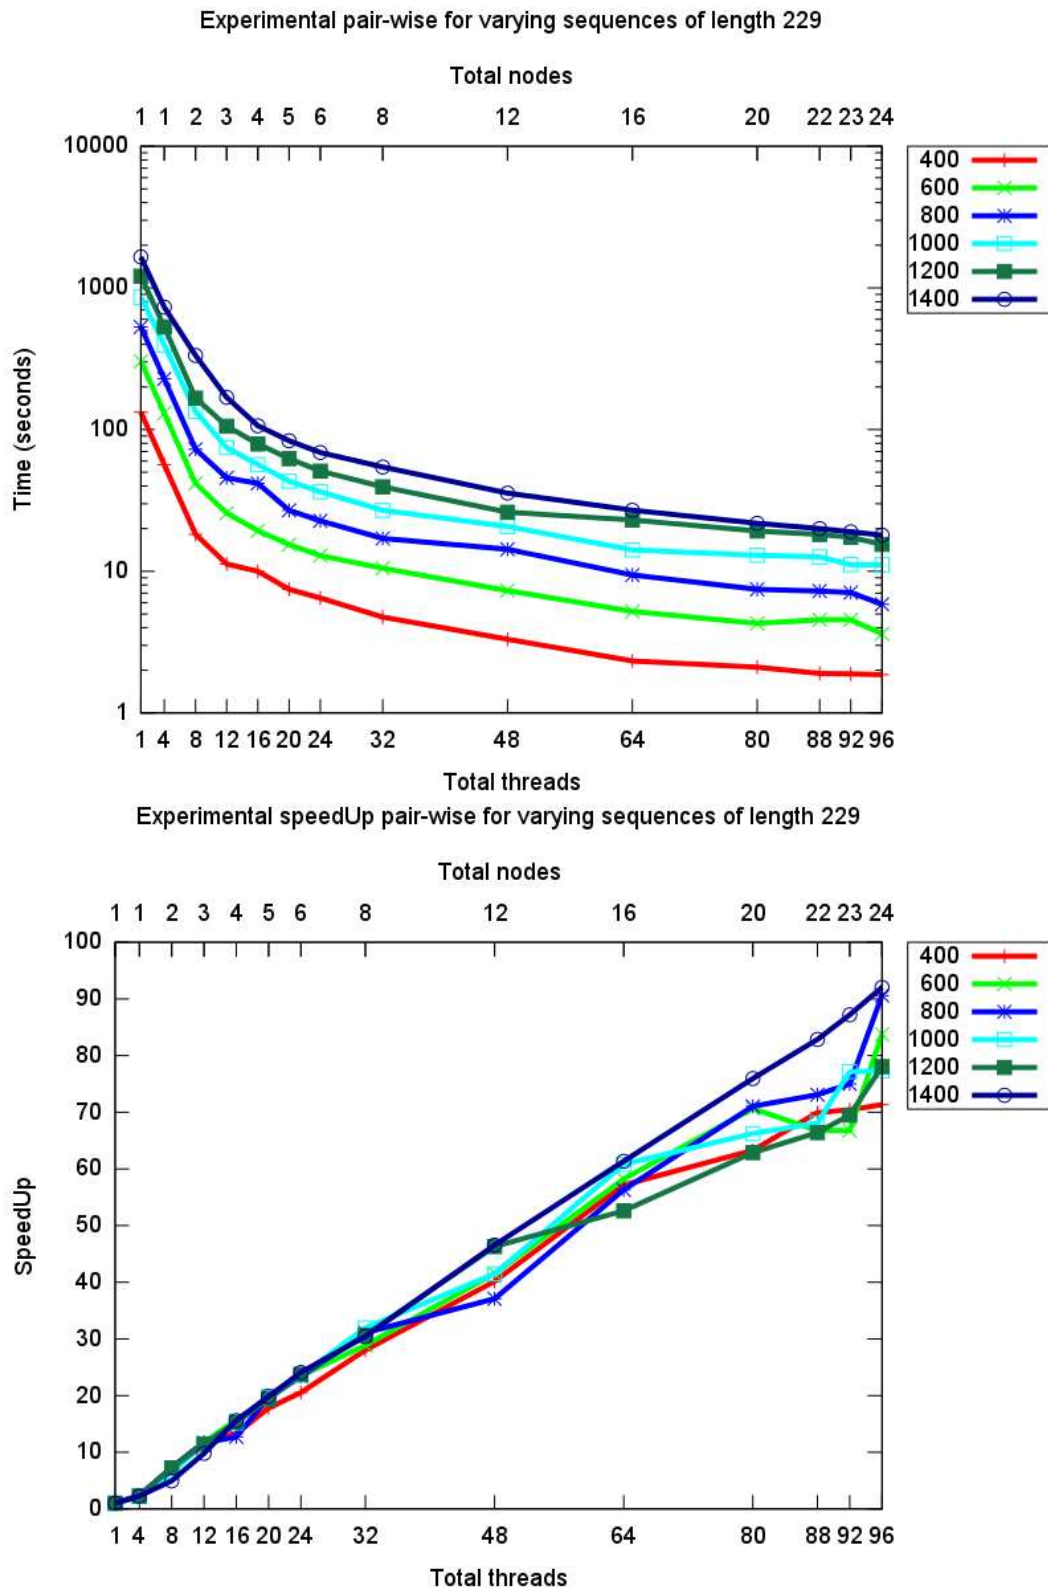 Experimental pair-wise for varying sequences of length 229
Total nodes
1 1 2 3 4 5 6 8 12 16 20 22 23 24
10000
1000
100
10
1
Time (seconds)
400
600
800
1000
1200
1400
1 4 8 12 16 20 24 32 48 64 80 88 92 96
Total threads
Experimental speedUp pair-wise for varying sequences of length 229
Total nodes
1 1 2 3 4 5 6 8 12 16 20 22 23 24
100
90
80
70
60
50
40
30
20
10
0
SpeedUp
400
600
800
1000
1200
1400
1 4 8 12 16 20 24 32 48 64 80 88 92 96
Total threads